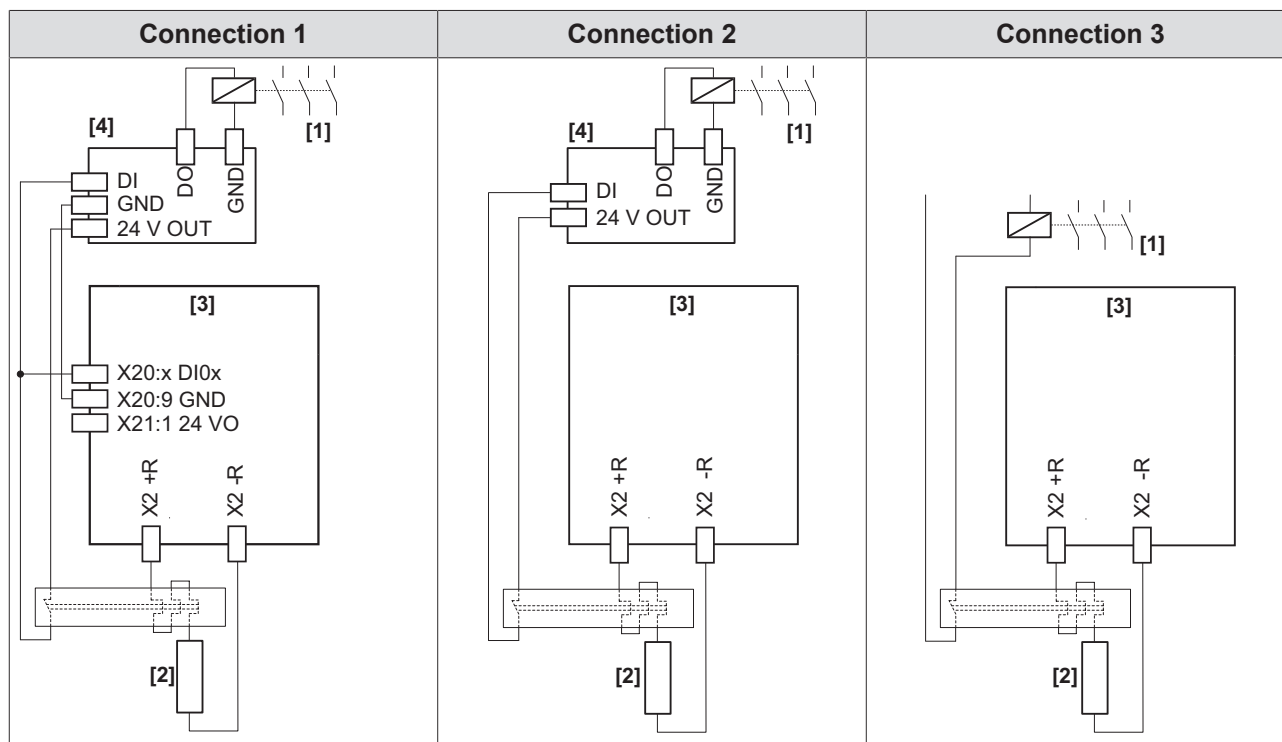 Connection 1
Connection 2
Connection 3
[4]
[1]
DO
GND
DI
GND
24 V OUT
[3]
X20:x DI0x
X20:9 GND
X21:1 24 VO
X2 +R
X2 -R
[2]
[4]
[1]
DO
GND
DI
24 V OUT
[3]
X2 +R
X2 -R
[2]
[1]
[3]
X2 +R
X2 -R
[2]